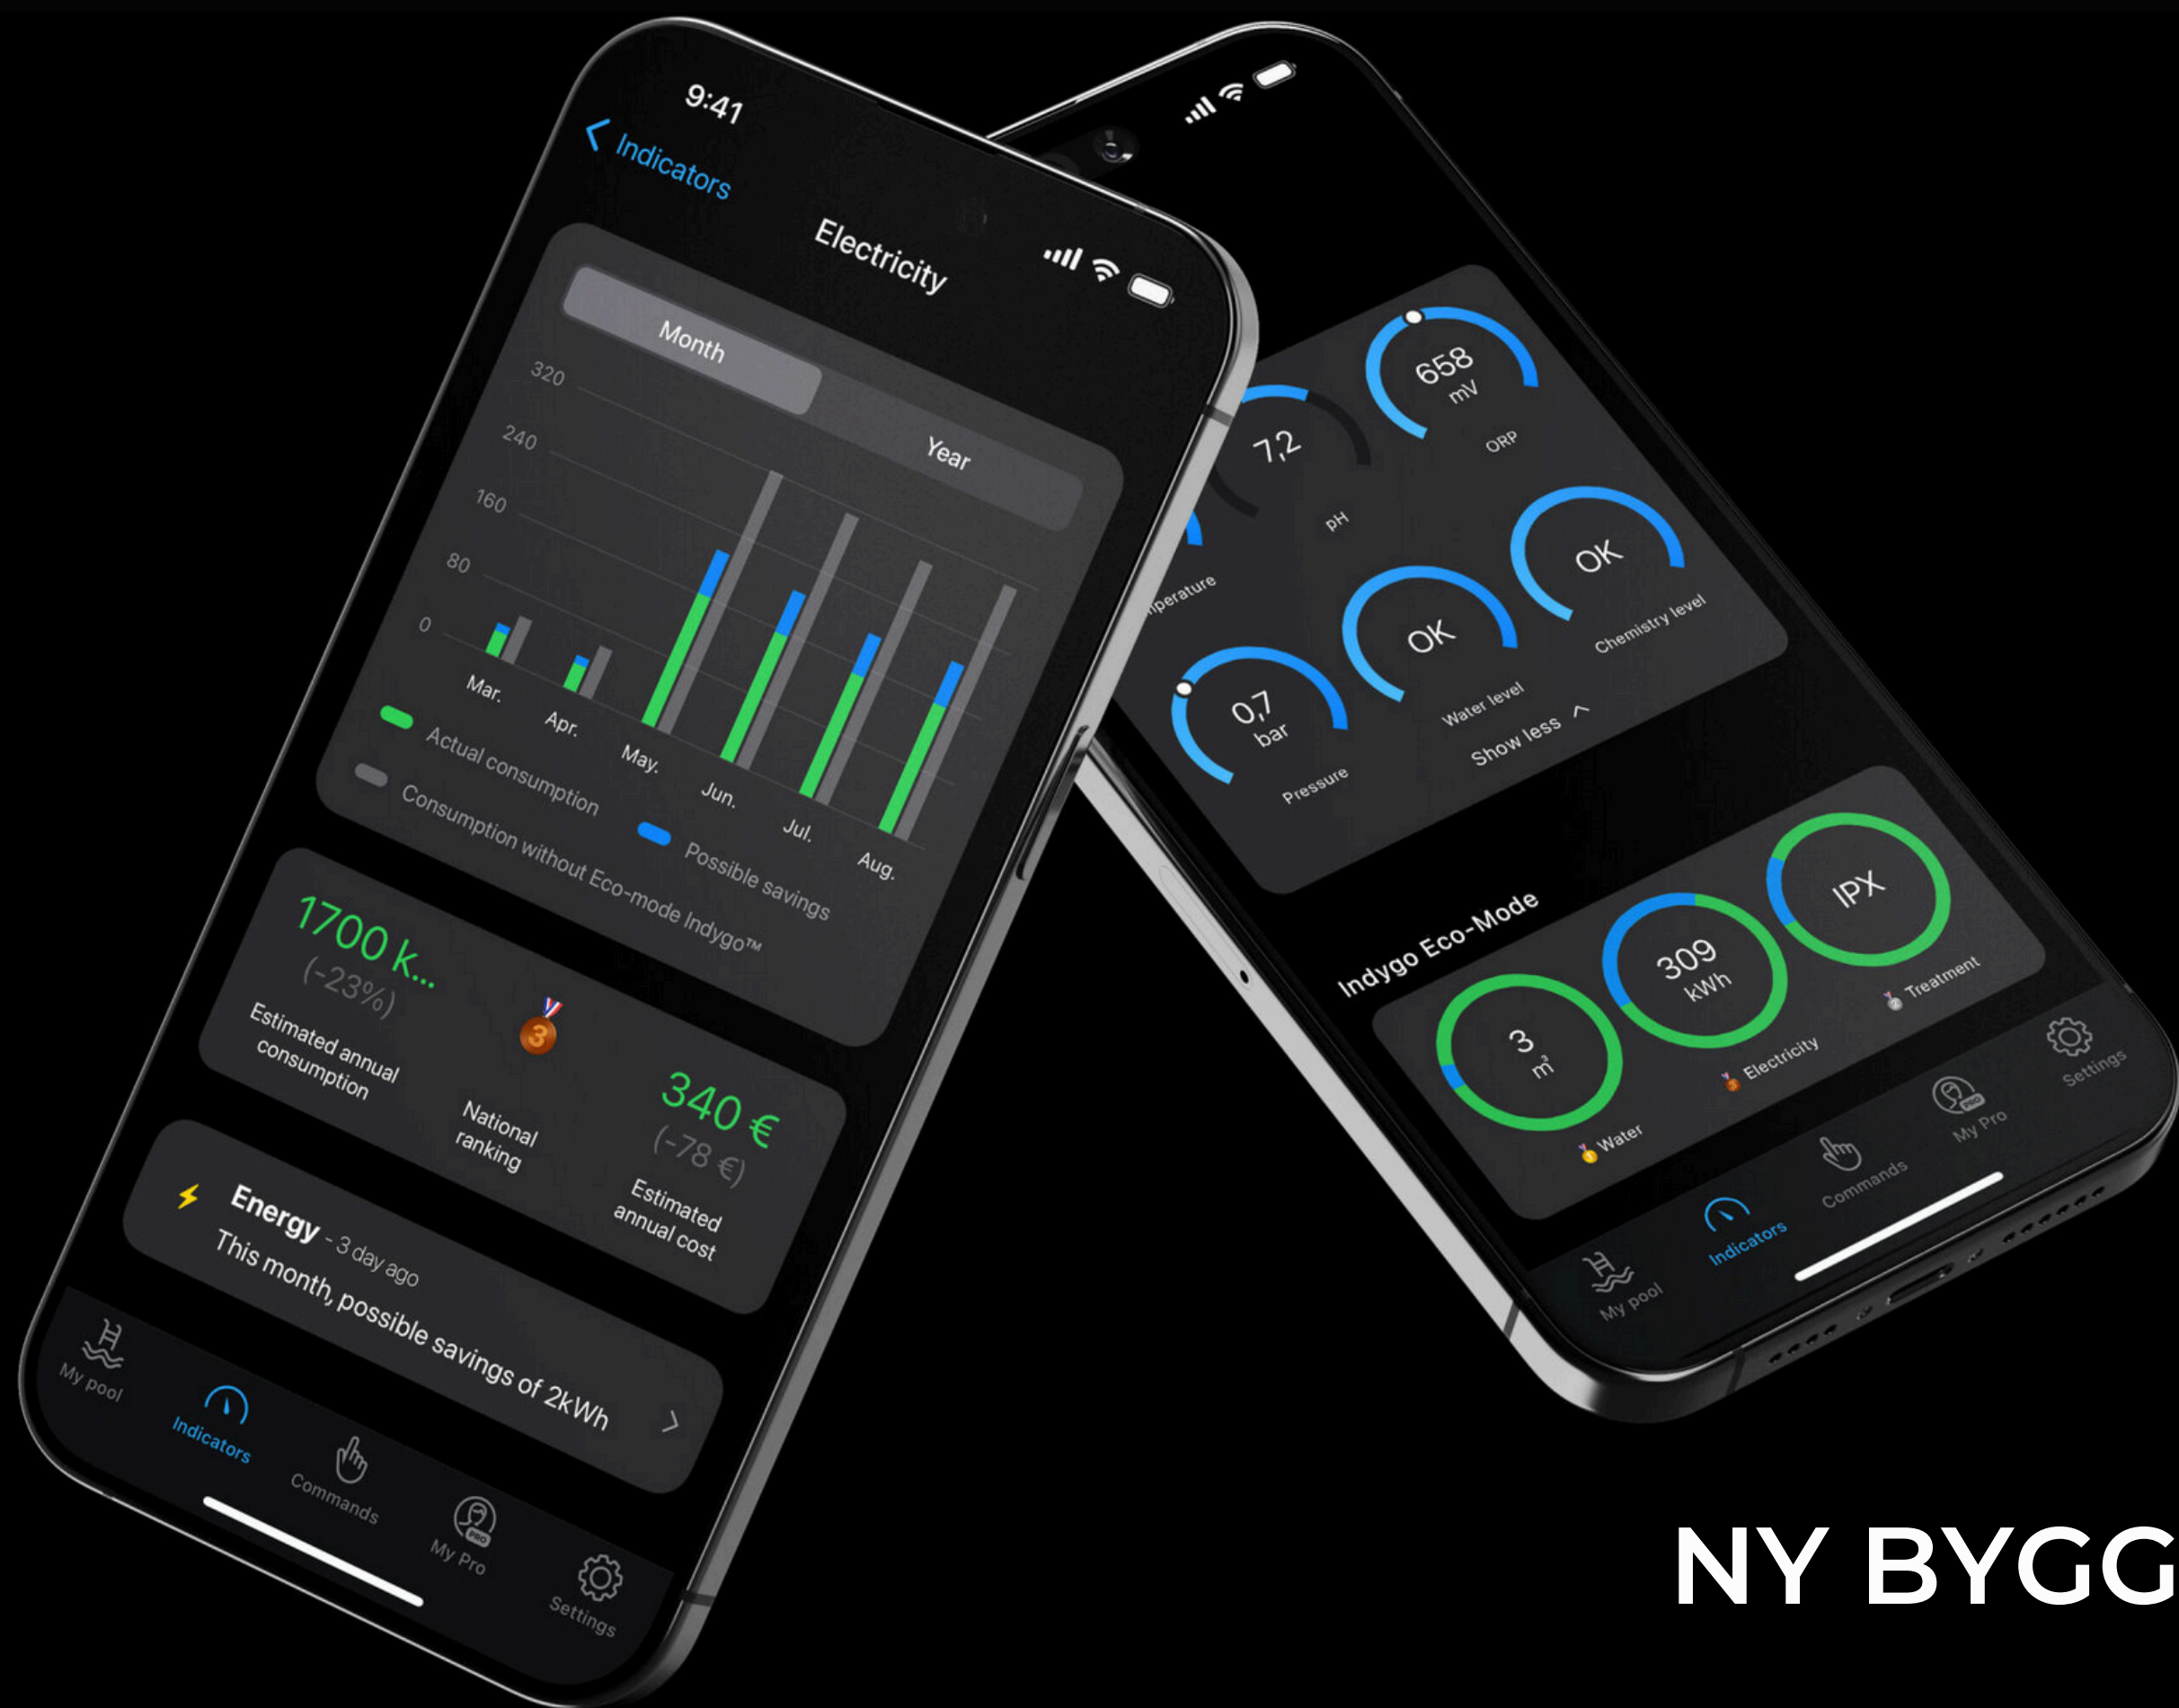 9:41
Indicators
Electricity
Month
Year
320
240
160
80
0
Mar.
Apr.
May.
Jun.
Jul.
Aug.
Actual consumption
Possible savings
Consumption without Eco-mode Indygo™
1700 k...
(-23%)
Estimated annual
consumption
3
National
ranking
340 €
(-78 €)
Estimated
annual cost
Energy - 3 day ago
This month, possible savings of 2kWh
My pool
Indicators
Commands
PRO
My Pro
Settings
7,2
pH
658
mV
ORP
0,7
bar
Pressure
OK
Water level
OK
Chemistry level
Show less
Indygo Eco-Mode
3
m³
Water
309
kWh
Electricity
IPX
Treatment
My pool
Indicators
Commands
PRO
My Pro
Settings
NY BYGG